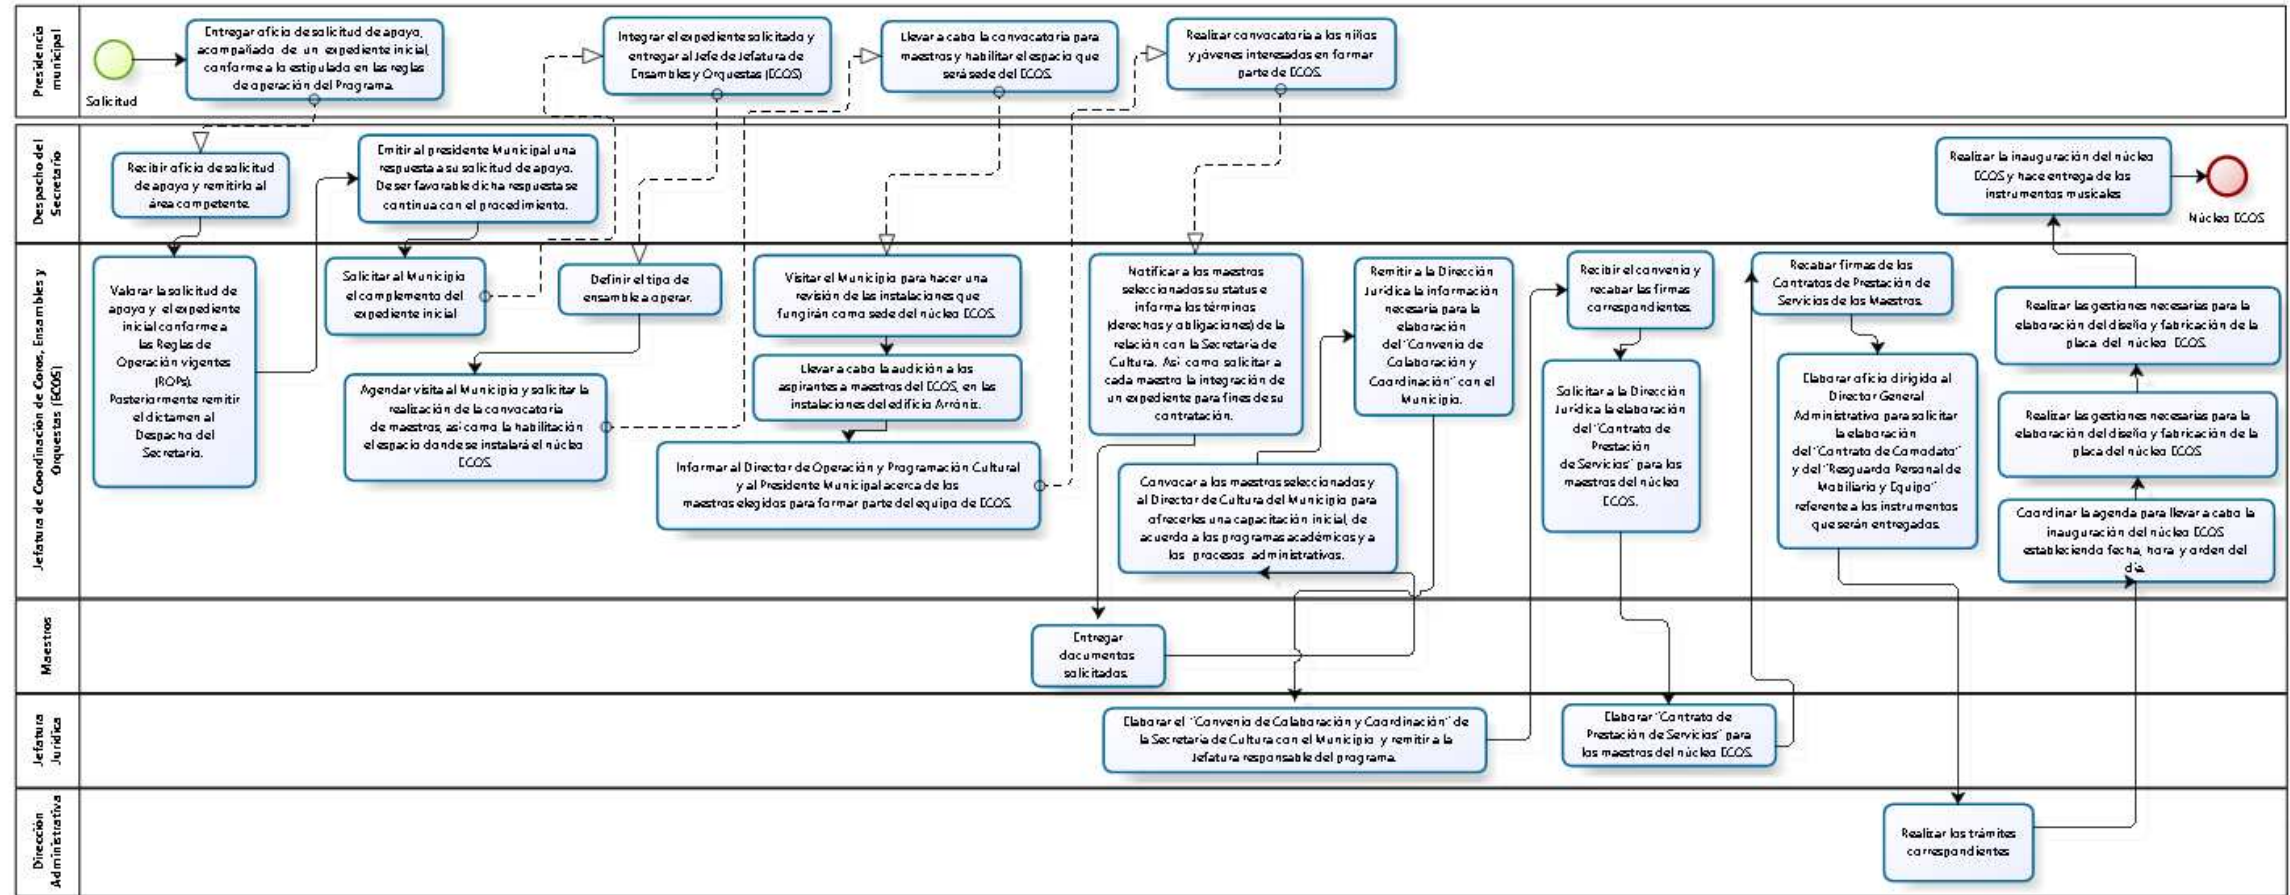 Presidencia
municipal
Solicitud
Entregar oficio de solicitud de apoyo,
acompañado de un expediente inicial,
conforme a lo estipulado en las reglas
de operación del Programa.
Integrar el expediente solicitado y
entregar al Jefe de Jefatura de
Ensambles y Orquestas (ECOS)
Llevar a cabo la convocatoria para
maestros y habilitar el espacio que
será sede del ECOS.
Realizar convocatoria a los niños
y jóvenes interesados en formar
parte de ECOS.
Despacho del
Secretario
Recibir oficio de solicitud
de apoyo y remitirlo al
área competente.
Emitir al presidente Municipal una
respuesta a su solicitud de apoyo.
De ser favorable dicha respuesta se
continua con el procedimiento.
Realizar la inauguración del núcleo
ECOS y hace entrega de los
instrumentos musicales
Núcleo ECOS
Jefatura de Coordinación de Coros, Ensambles y
Orquestas (ECOS)
Valorar la solicitud de
apoyo y el expediente
inicial conforme a
las Reglas de
Operación vigentes
(ROPs).
Posteriormente remitir
el dictamen al
Despacho del
Secretario.
Solicitar al Municipio
el complemento del
expediente inicial
Definir el tipo de
ensamble a operar.
Agendar visita al Municipio y solicitar la
realización de la convocatoria
de maestros, así como la habilitación
el espacio donde se instalará el núcleo
ECOS.
Visitar el Municipio para hacer una
revisión de las instalaciones que
fungirán como sede del núcleo ECOS.
Llevar a cabo la audición a los
aspirantes a maestros del ECOS, en las
instalaciones del edificio Arróniz.
Informar al Director de Operación y Programación Cultural
y al Presidente Municipal acerca de los
maestros elegidos para formar parte del equipo de ECOS.
Notificar a los maestros
seleccionados su status e
informa los términos
(derechos y obligaciones) de la
relación con la Secretaría de
Cultura. Así como solicitar a
cada maestro la integración de
un expediente para fines de su
contratación.
Convocar a los maestros seleccionados y
al Director de Cultura del Municipio para
ofrecerles una capacitación inicial, de
acuerdo a los programas académicos y a
los procesos administrativos.
Remitir a la Dirección
Jurídica la información
necesaria para la
elaboración
del "Convenio de
Colaboración y
Coordinación" con el
Municipio.
Recibir el convenio y
recabar las firmas
correspondientes.
Solicitar a la Dirección
Jurídica la elaboración
del "Contrato de
Prestación
de Servicios" para los
maestros del núcleo
ECOS.
Recabar firmas de los
Contratos de Prestación de
Servicios de los Maestros.
Elaborar oficio dirigido al
Director General
Administrativo para solicitar
la elaboración
del "Contrato de Comodato"
y del "Resguardo Personal de
Mobiliario y Equipo"
referente a los instrumentos
que serán entregados.
Realizar las gestiones necesarias para la
elaboración del diseño y fabricación de la
placa del núcleo ECOS.
Realizar las gestiones necesarias para la
elaboración del diseño y fabricación de la
placa del núcleo ECOS
Coordinar la agenda para llevar a cabo la
inauguración del núcleo ECOS
estableciendo fecha, hora y orden del
día.
Maestros
Entregar
documentos
solicitados.
Jefatura
Jurídica
Elaborar el "Convenio de Colaboración y Coordinación" de
la Secretaría de Cultura con el Municipio y remitir a la
Jefatura responsable del programa.
Elaborar "Contrato de
Prestación de Servicios" para
los maestros del núcleo ECOS.
Dirección
Administrativa
Realizar los trámites
correspondientes